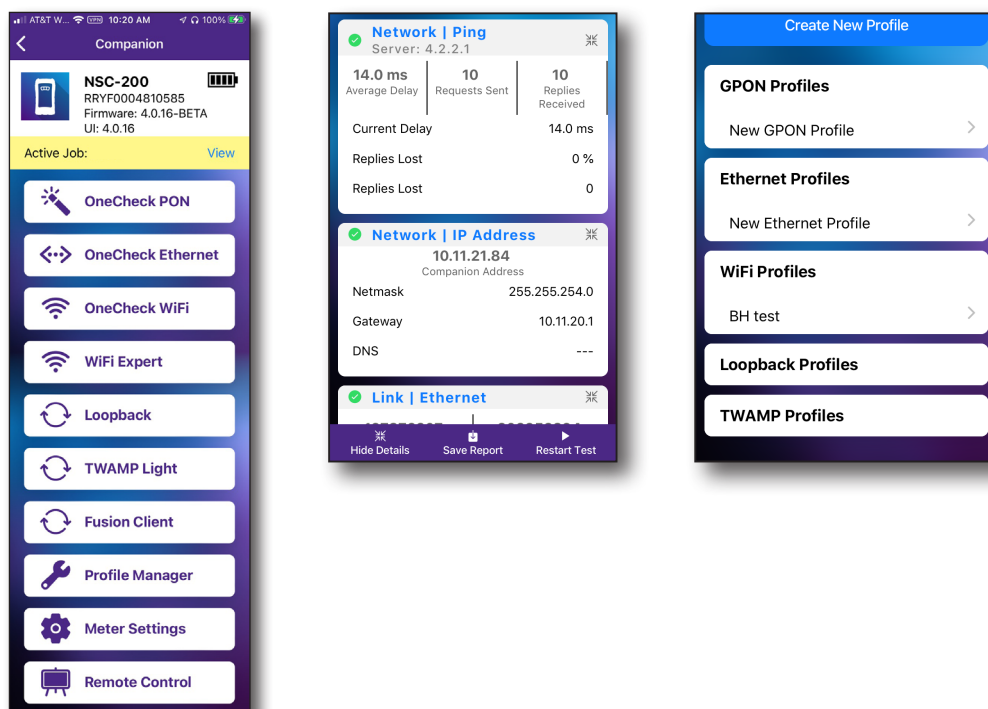 AT&T W... VPN 10:20 AM 100%
Companion
NSC-200
RRYF0004810585
Firmware: 4.0.16-BETA
UI: 4.0.16
Active Job: View
OneCheck PON
OneCheck Ethernet
OneCheck WiFi
WiFi Expert
Loopback
TWAMP Light
Fusion Client
Profile Manager
Meter Settings
Remote Control
Network | Ping
Server: 4.2.2.1
14.0 ms 10 10
Average Delay Requests Sent Replies
Received
Current Delay 14.0 ms
Replies Lost 0 %
Replies Lost 0
Network | IP Address
10.11.21.84
Companion Address
Netmask 255.255.254.0
Gateway 10.11.20.1
DNS ---
Link | Ethernet
Hide Details Save Report Restart Test
Create New Profile
GPON Profiles
New GPON Profile
Ethernet Profiles
New Ethernet Profile
WiFi Profiles
BH test
Loopback Profiles
TWAMP Profiles